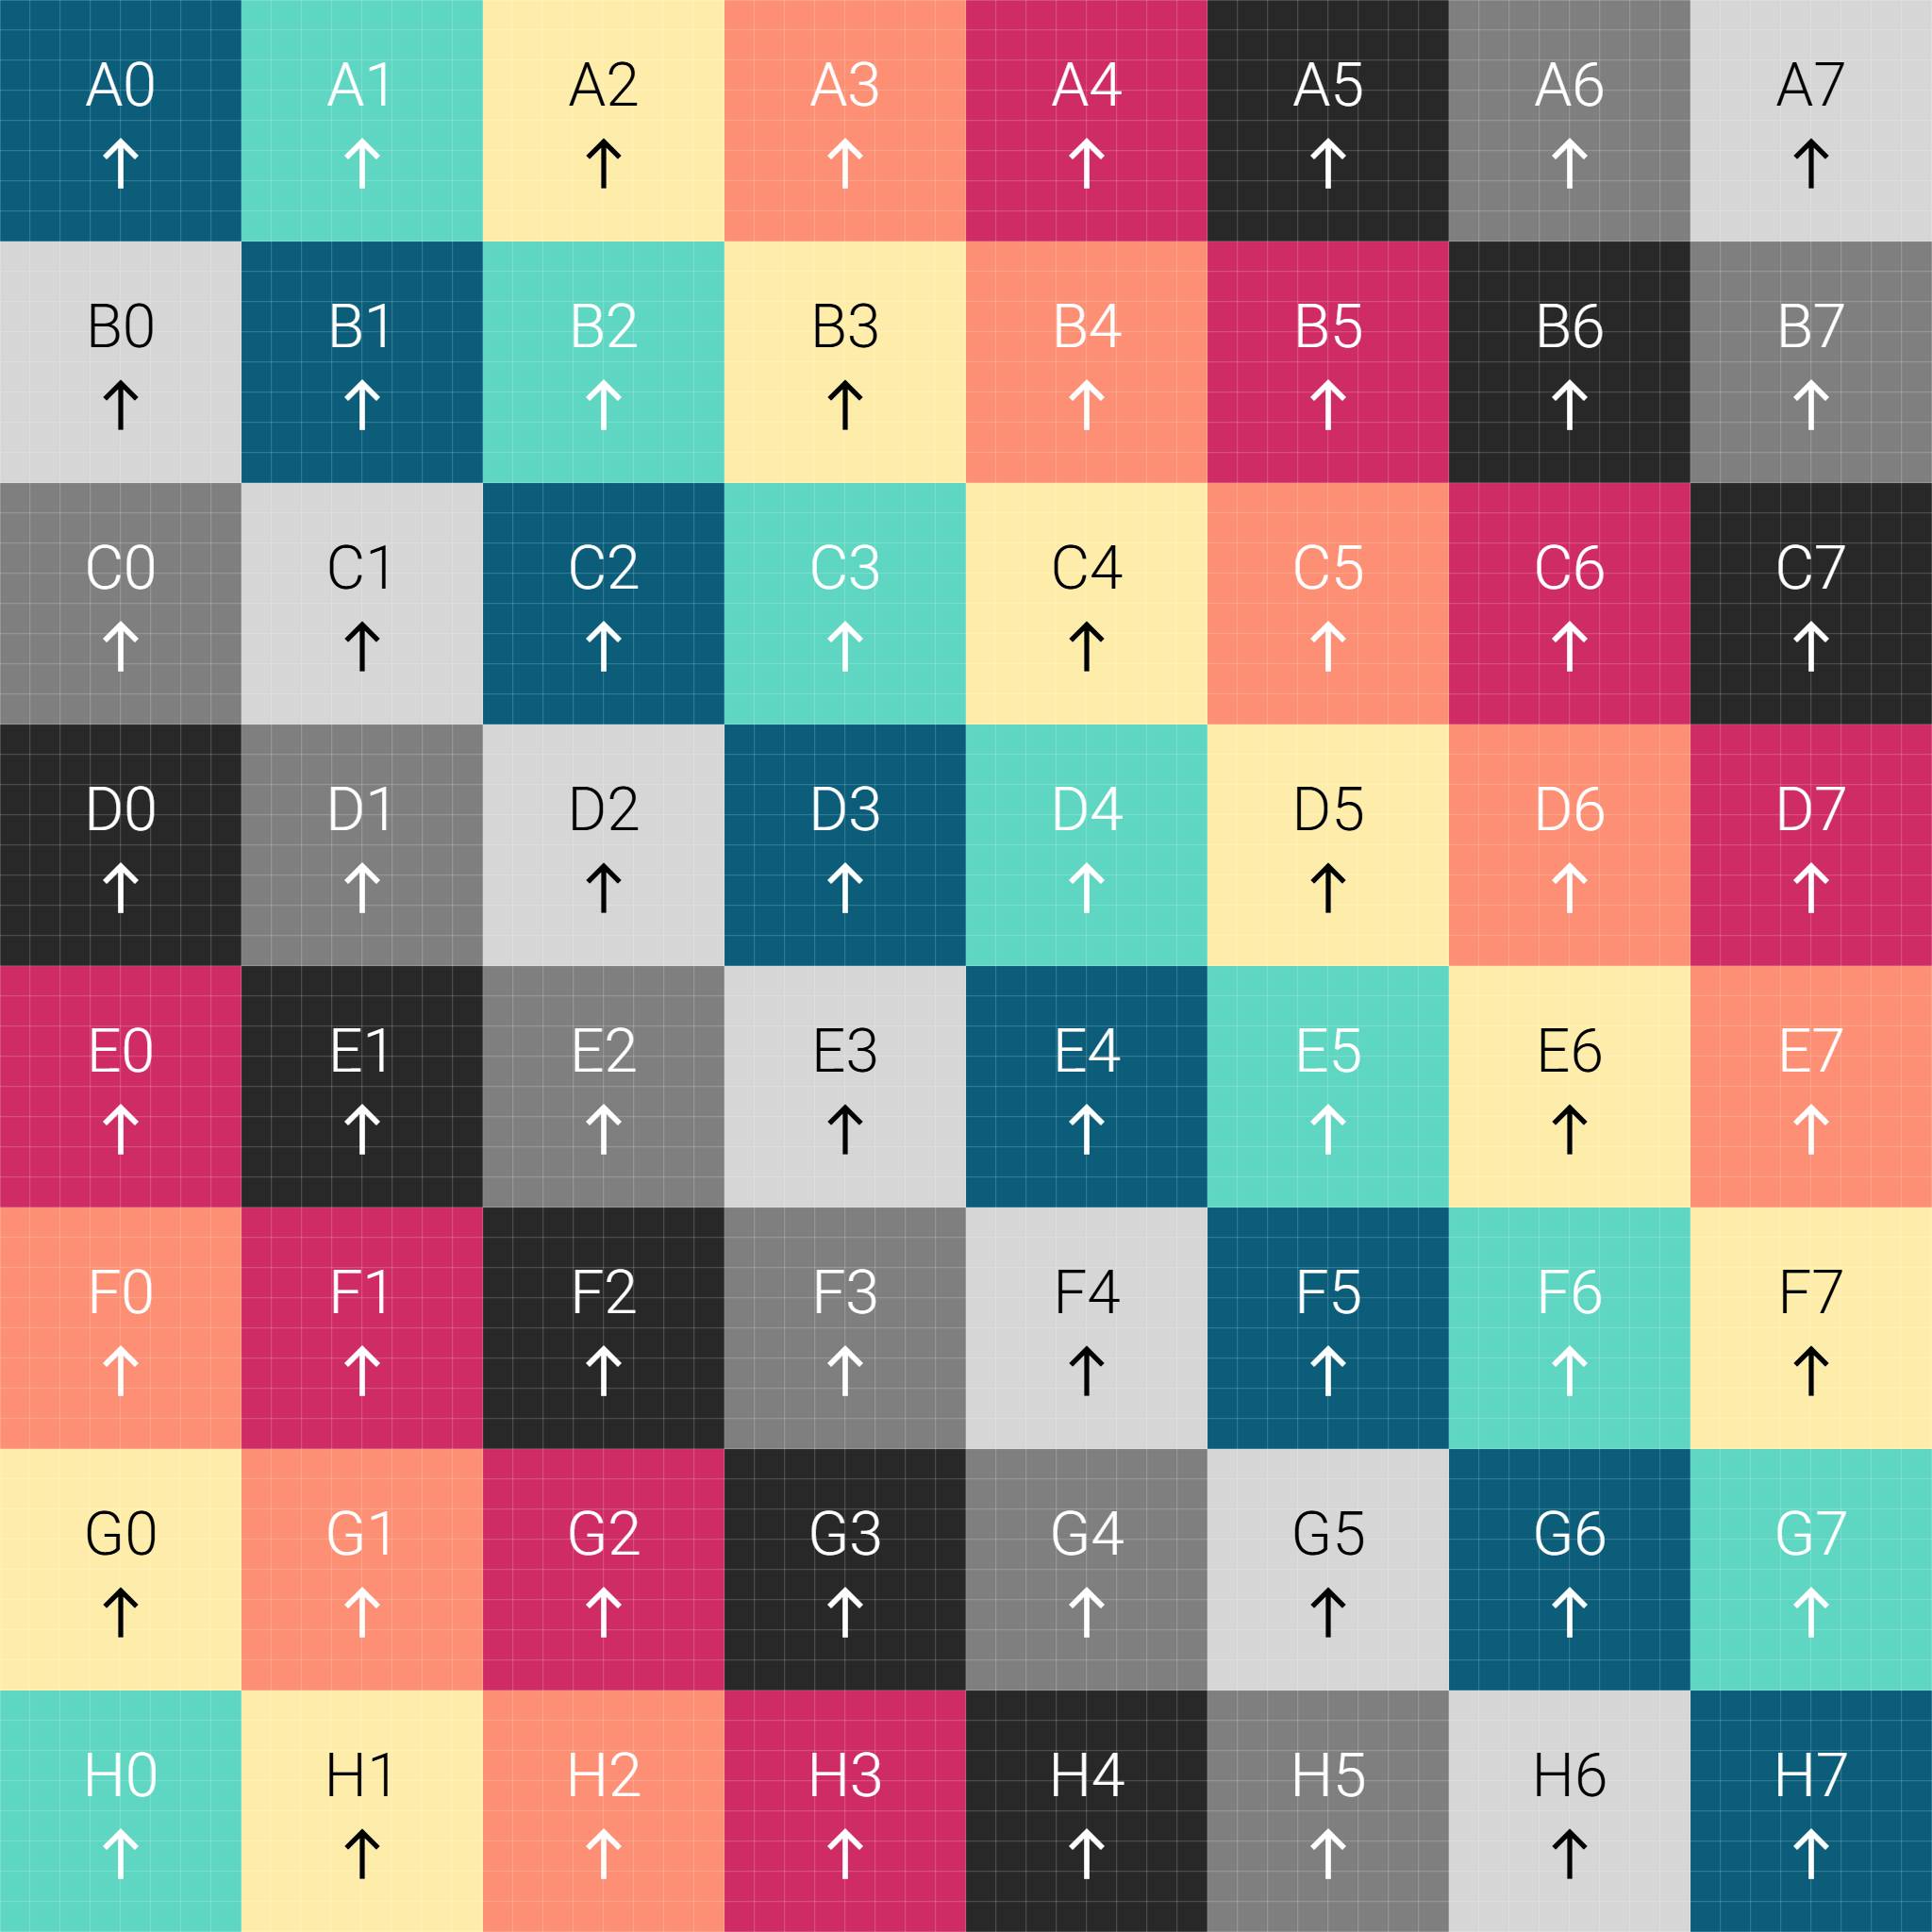 A0 A1 A2 A3 A4 A5 A6 A7
↑ ↑ ↑ ↑ ↑ ↑ ↑ ↑
B0 B1 B2 B3 B4 B5 B6 B7
↑ ↑ ↑ ↑ ↑ ↑ ↑ ↑
C0 C1 C2 C3 C4 C5 C6 C7
↑ ↑ ↑ ↑ ↑ ↑ ↑ ↑
D0 D1 D2 D3 D4 D5 D6 D7
↑ ↑ ↑ ↑ ↑ ↑ ↑ ↑
E0 E1 E2 E3 E4 E5 E6 E7
↑ ↑ ↑ ↑ ↑ ↑ ↑ ↑
F0 F1 F2 F3 F4 F5 F6 F7
↑ ↑ ↑ ↑ ↑ ↑ ↑ ↑
G0 G1 G2 G3 G4 G5 G6 G7
↑ ↑ ↑ ↑ ↑ ↑ ↑ ↑
H0 H1 H2 H3 H4 H5 H6 H7
↑ ↑ ↑ ↑ ↑ ↑ ↑ ↑